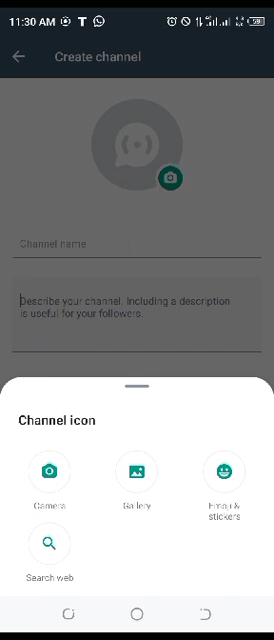 11:30 AM
Create channel
Channel name
Describe your channel. Including a description
is useful for your followers.
Channel icon
Camera
Gallery
Emoji &
stickers
Search web